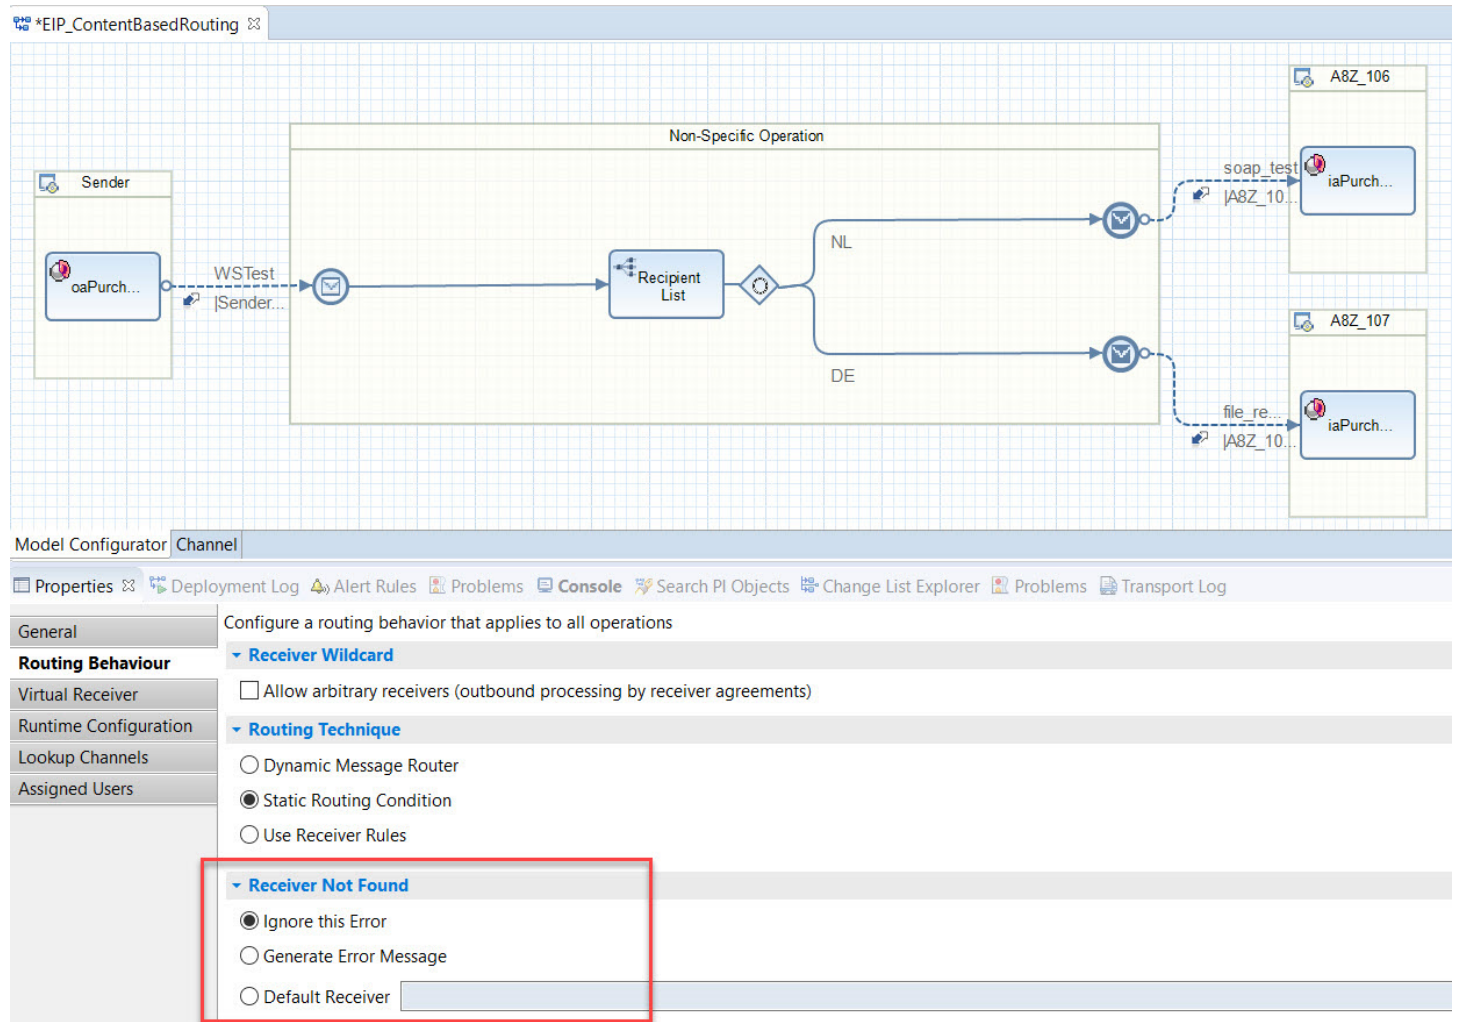 *EIP_ContentBasedRouting
A8Z_106
Non-Specific Operation
soap_test
iaPurch...
|A8Z_10...
Sender
NL
oaPurch...
WSTest
|Sender...
Recipient
List
A8Z_107
DE
file_re...
iaPurch...
|A8Z_10...
Model Configurator Channel
Properties Deployment Log Alert Rules Problems Console Search PI Objects Change List Explorer Problems Transport Log
General
Routing Behaviour
Virtual Receiver
Runtime Configuration
Lookup Channels
Assigned Users
Configure a routing behavior that applies to all operations
Receiver Wildcard
Allow arbitrary receivers (outbound processing by receiver agreements)
Routing Technique
Dynamic Message Router
Static Routing Condition
Use Receiver Rules
Receiver Not Found
Ignore this Error
Generate Error Message
Default Receiver